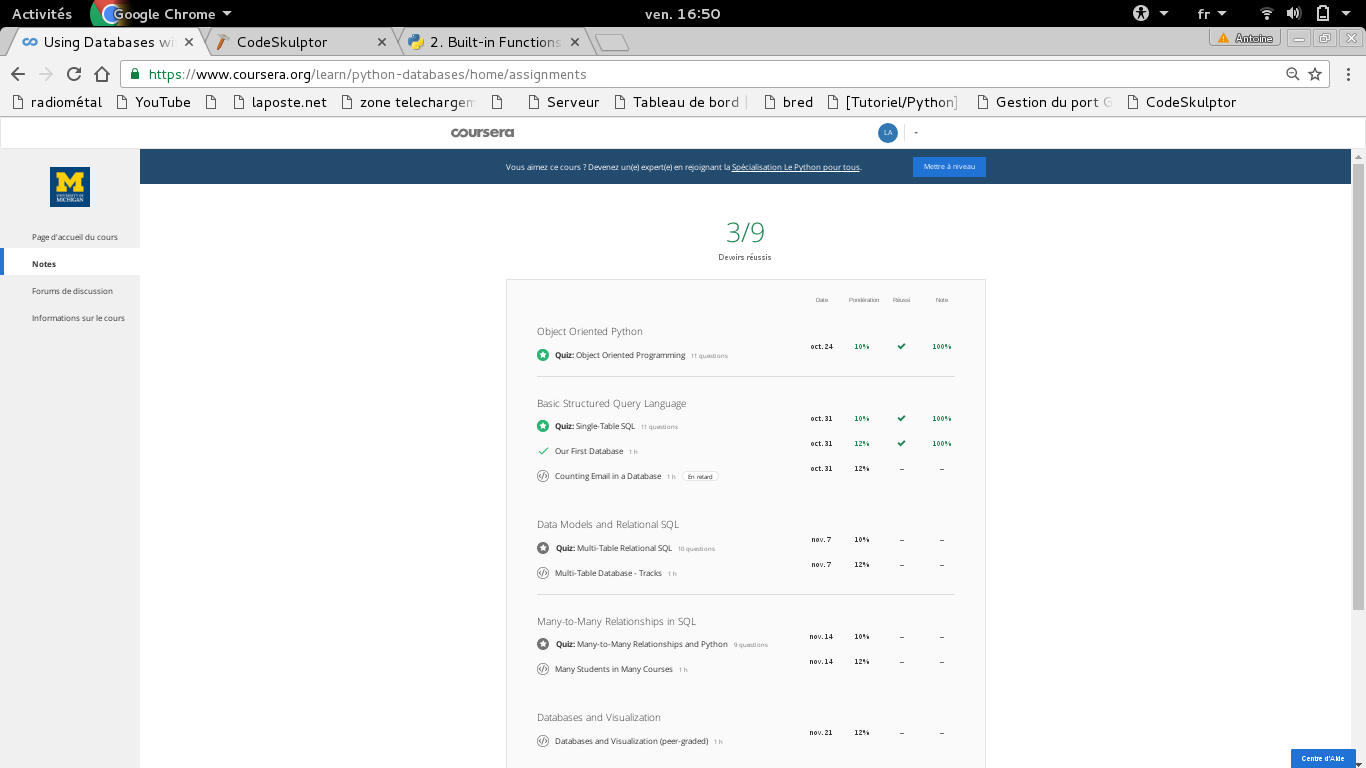 Activités Google Chrome ven. 16:50 fr
Using Databases wi CodeSkulptor 2. Built-in Functions Antoine
https://www.coursera.org/learn/python-databases/home/assignments
radiométal YouTube laposte.net zone telechargem Serveur Tableau de bord bred [Tutoriel/Python] Gestion du port G CodeSkulptor
coursera LA -
Vous aimez ce cours ? Devenez un(e) expert(e) en rejoignant la Spécialisation Le Python pour tous. Mettre à niveau
M
UNIVERSITY OF
MICHIGAN
Page d'accueil du cours
Notes
Forums de discussion
Informations sur le cours
3/9
Devoirs réussis
Date Pondération Réussi Note
Object Oriented Python
Quiz: Object Oriented Programming 11 questions oct.24 10% 100%
Basic Structured Query Language
Quiz: Single-Table SQL 11 questions oct.31 10% 100%
Our First Database 1 h oct.31 12% 100%
Counting Email in a Database 1 h En retard oct.31 12% – –
Data Models and Relational SQL
Quiz: Multi-Table Relational SQL 10 questions nov.7 10% – –
Multi-Table Database - Tracks 1 h nov.7 12% – –
Many-to-Many Relationships in SQL
Quiz: Many-to-Many Relationships and Python 9 questions nov.14 10% – –
Many Students in Many Courses 1 h nov.14 12% – –
Databases and Visualization
Databases and Visualization (peer-graded) 1 h nov.21 12% – –
Centre d'Aide